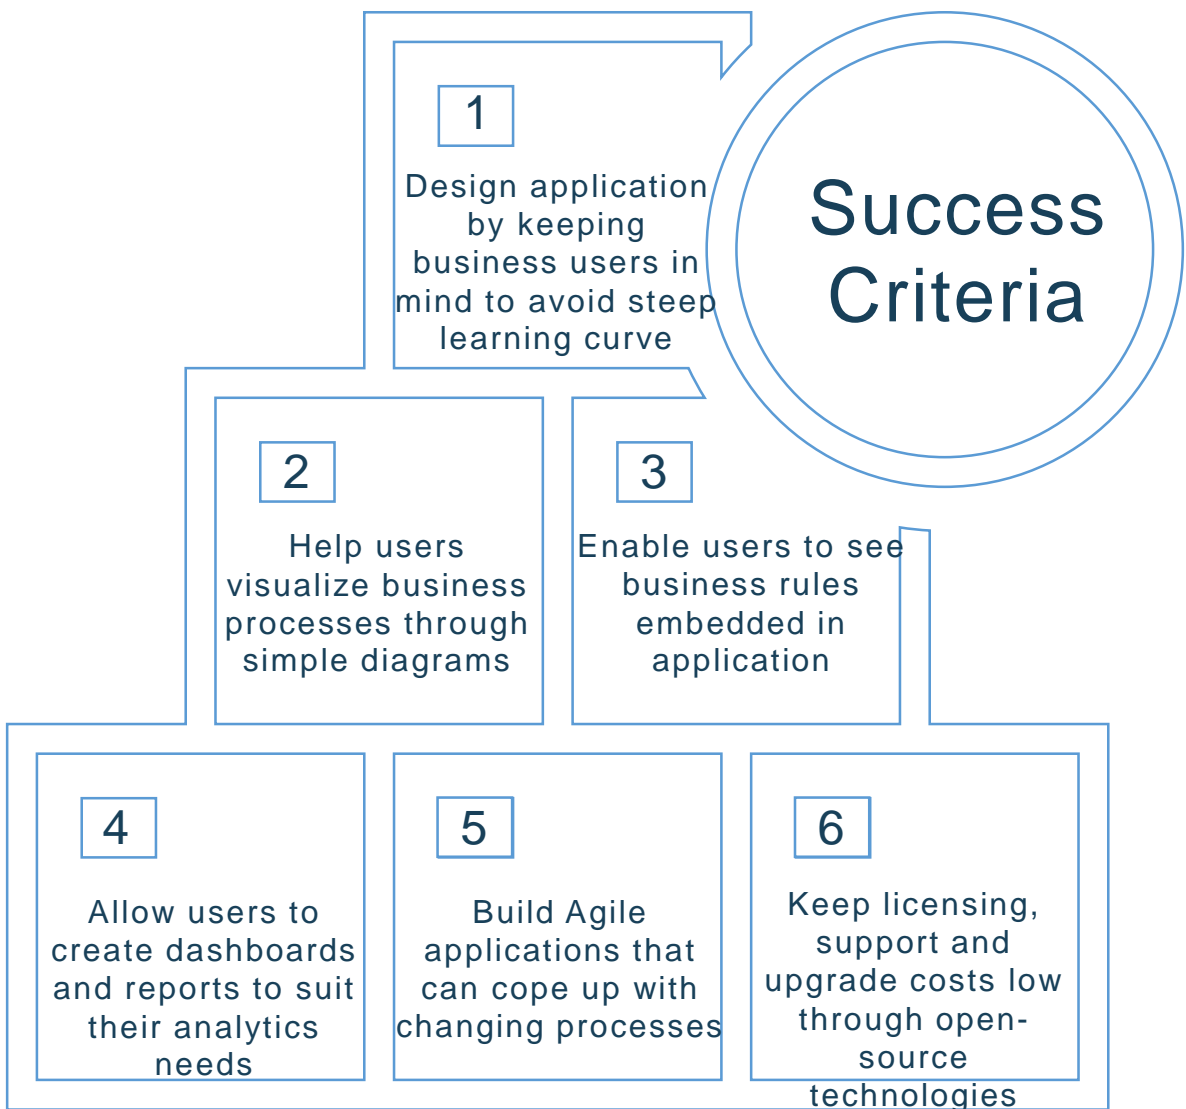 Success
Criteria
1
Design application
by keeping
business users in
mind to avoid steep
learning curve
2
Help users
visualize business
processes through
simple diagrams
3
Enable users to see
business rules
embedded in
application
4
Allow users to
create dashboards
and reports to suit
their analytics
needs
5
Build Agile
applications that
can cope up with
changing processes
6
Keep licensing,
support and
upgrade costs low
through open-
source
technologies